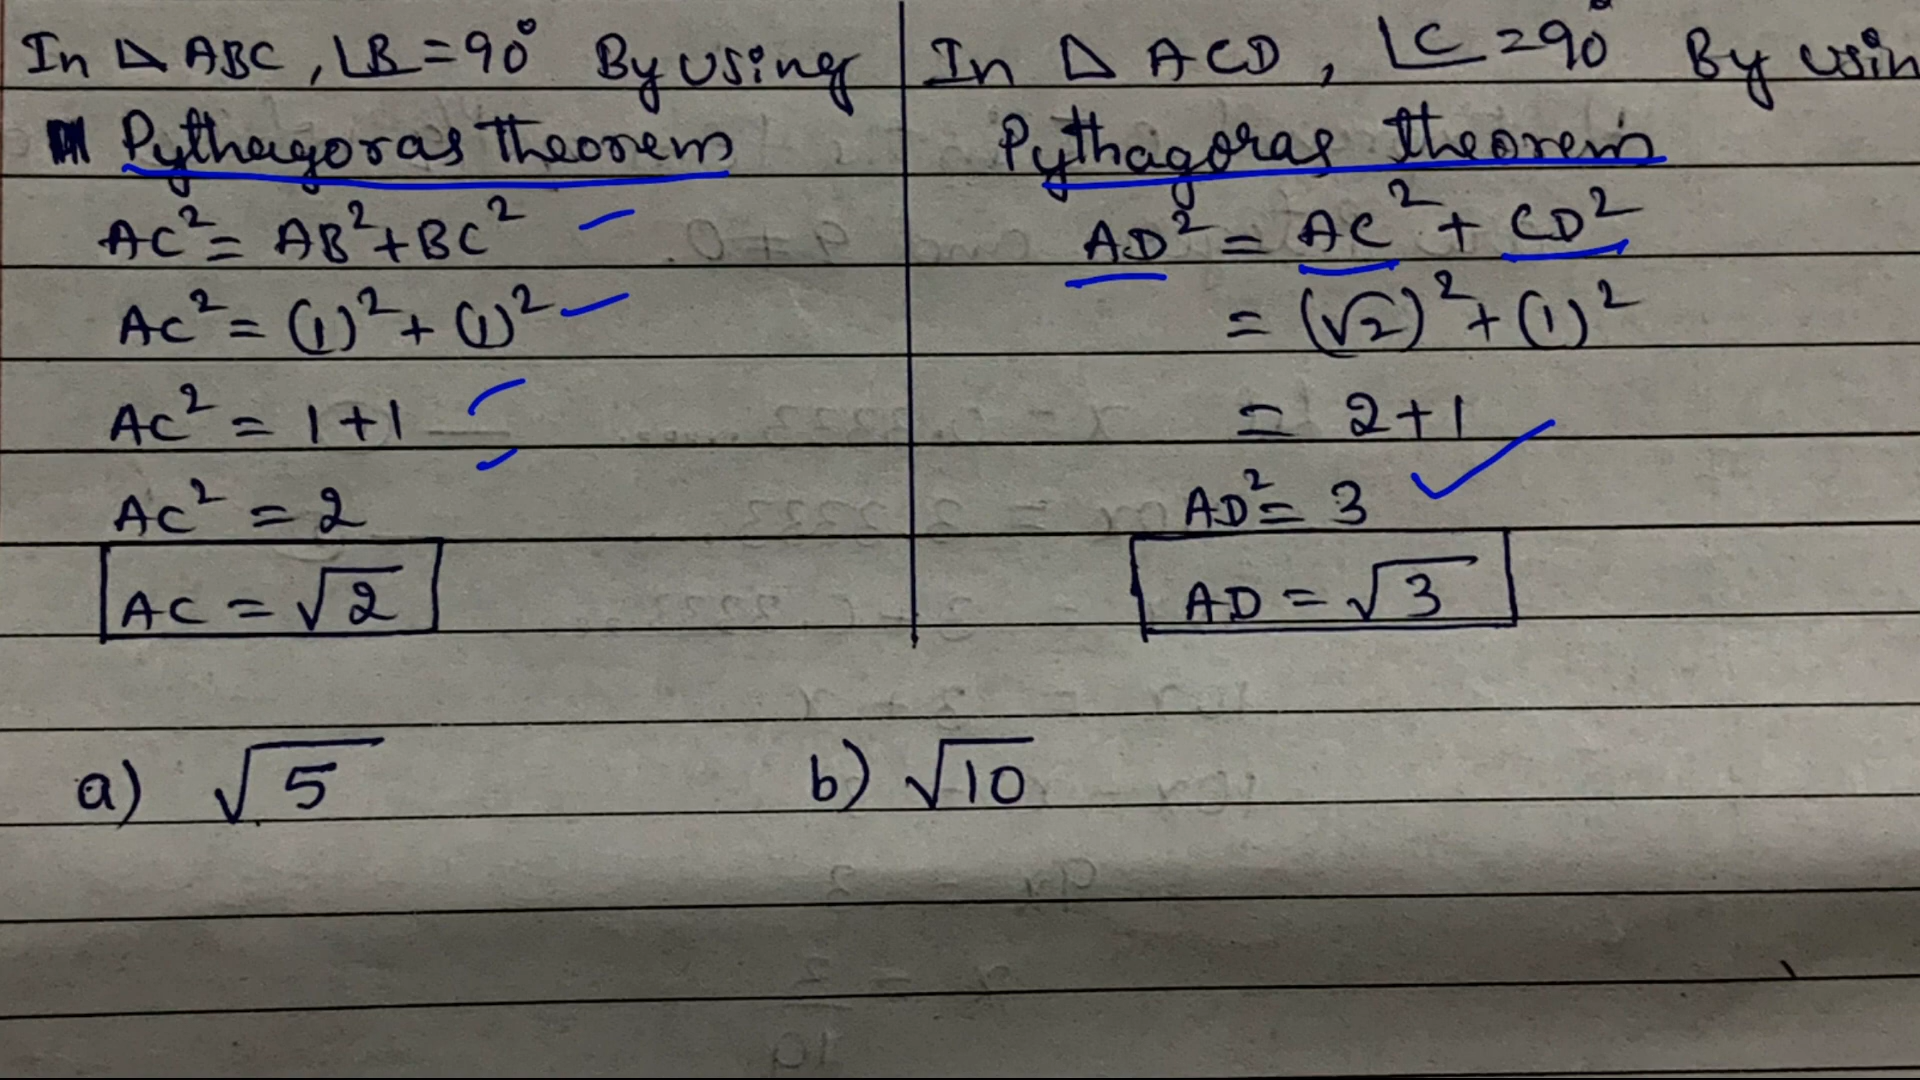 In △ ABC, ∠B = 90° By using
Pythagoras theorem
AC² = AB² + BC²
AC² = (1)² + (1)²
AC² = 1 + 1
AC² = 2
AC = √2
In △ ACD, ∠C = 90° By usin
Pythagoras theorem
AD² = AC² + CD²
= (√2)² + (1)²
= 2 + 1
AD² = 3
AD = √3
a) √5
b) √10